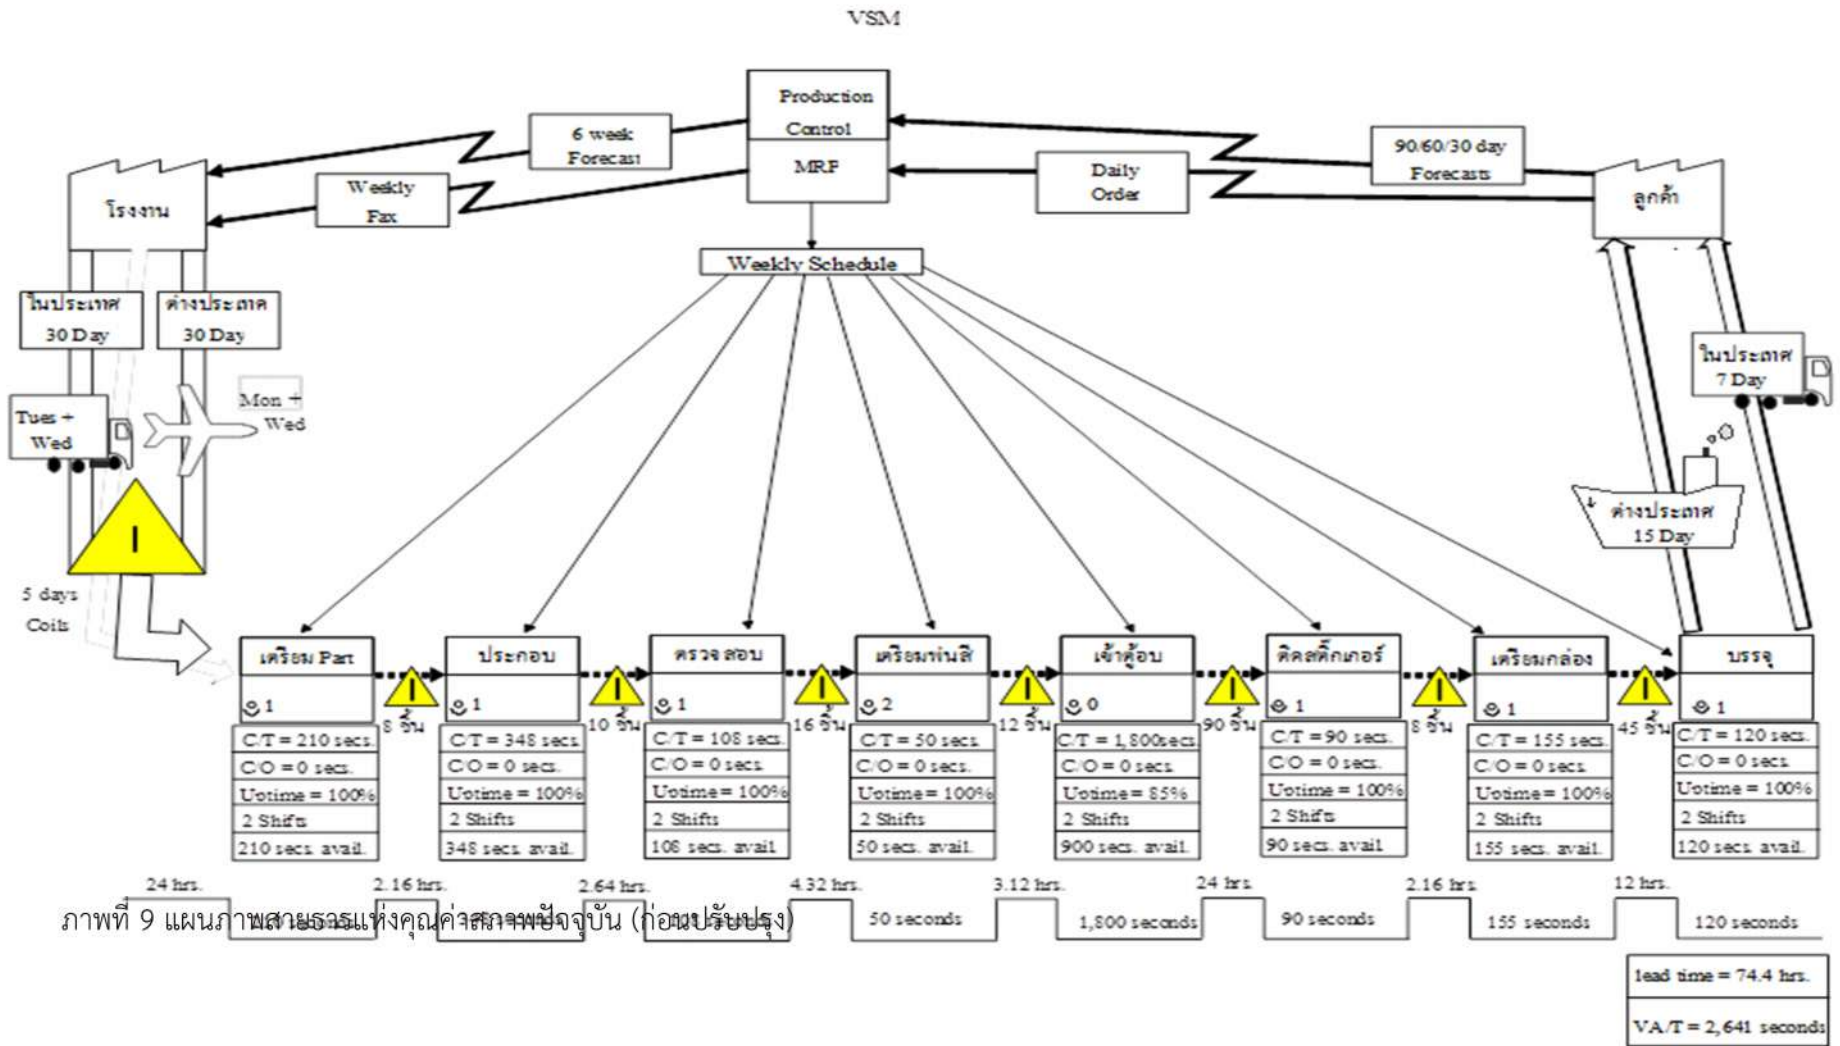 VSM
Production
Control
MRP
6 week
Forecast
Weekly
Fax
90/60/30 day
Forecasts
Daily
Order
โรงงาน
ลูกค้า
Weekly Schedule
ในประเทศ
30 Day
ต่างประเทศ
30 Day
Tues +
Wed
Mon +
Wed
ในประเทศ
7 Day
ต่างประเทศ
15 Day
I
5 days
Coils
เตรียม Part
1
C/T = 210 secs.
C/O = 0 secs.
Uptime = 100%
2 Shifts
210 secs. avail.
I
8 ชิ้น
ประกอบ
1
C/T = 348 secs.
C/O = 0 secs.
Uptime = 100%
2 Shifts
348 secs. avail.
I
10 ชิ้น
ตรวจสอบ
1
C/T = 108 secs.
C/O = 0 secs.
Uptime = 100%
2 Shifts
108 secs. avail.
I
16 ชิ้น
เตรียมพ่นสี
2
C/T = 50 secs.
C/O = 0 secs.
Uptime = 100%
2 Shifts
50 secs. avail.
I
12 ชิ้น
เข้าตู้อบ
0
C/T = 1,800secs
C/O = 0 secs.
Uptime = 85%
2 Shifts
900 secs. avail.
I
90 ชิ้น
ติดสติ๊กเกอร์
1
C/T = 90 secs.
C/O = 0 secs.
Uptime = 100%
2 Shifts
90 secs. avail.
I
8 ชิ้น
เตรียมกล่อง
1
C/T = 155 secs.
C/O = 0 secs.
Uptime = 100%
2 Shifts
155 secs. avail.
I
45 ชิ้น
บรรจุ
1
C/T = 120 secs.
C/O = 0 secs.
Uptime = 100%
2 Shifts
120 secs. avail.
24 hrs.
2.16 hrs.
2.64 hrs.
4.32 hrs.
3.12 hrs.
24 hrs.
2.16 hrs.
12 hrs.
ภาพที่ 9 แผนภาพสายธารแห่งคุณค่าสภาพปัจจุบัน (ก่อนปรับปรุง)
50 seconds
1,800 seconds
90 seconds
155 seconds
120 seconds
lead time = 74.4 hrs.
VA/T = 2,641 seconds